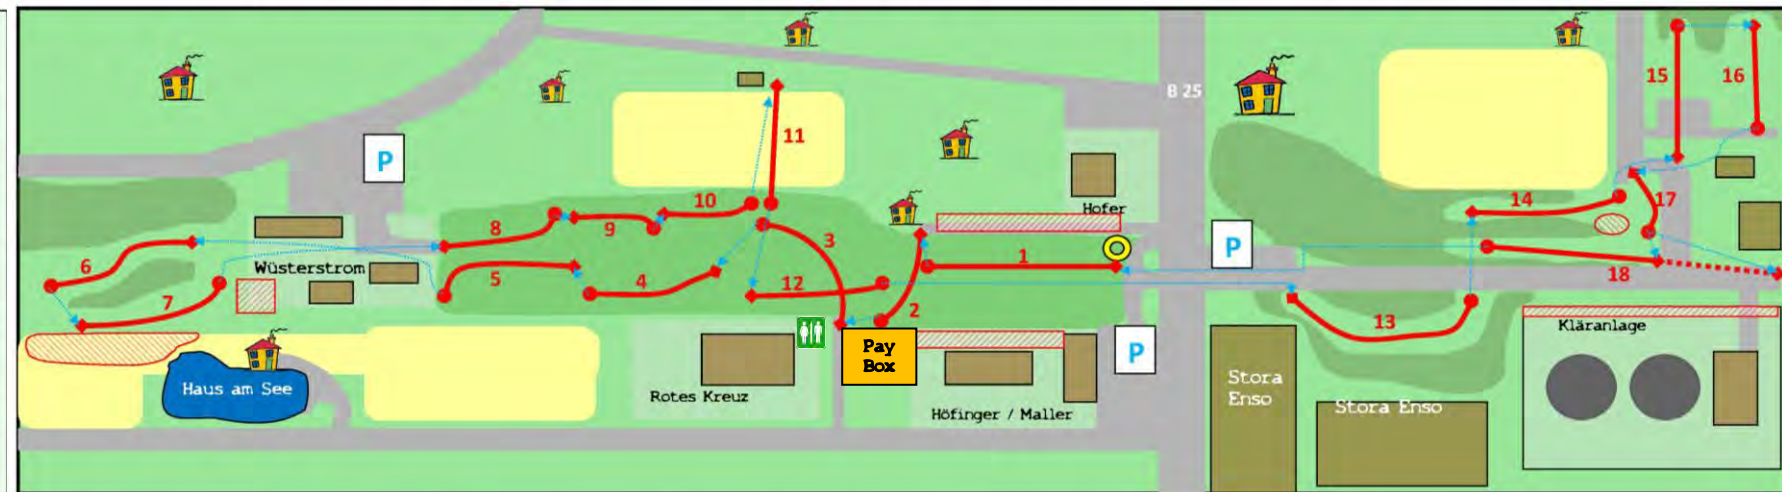 B 25
15
16
P
11
10
14
17
Hofer
8
9
3
P
6
Wüsterstrom
5
4
1
12
18
7
2
13
Kläranlage
Pay
Box
P
Haus am See
Rotes Kreuz
Höfinger / Maller
Stora
Enso
Stora Enso